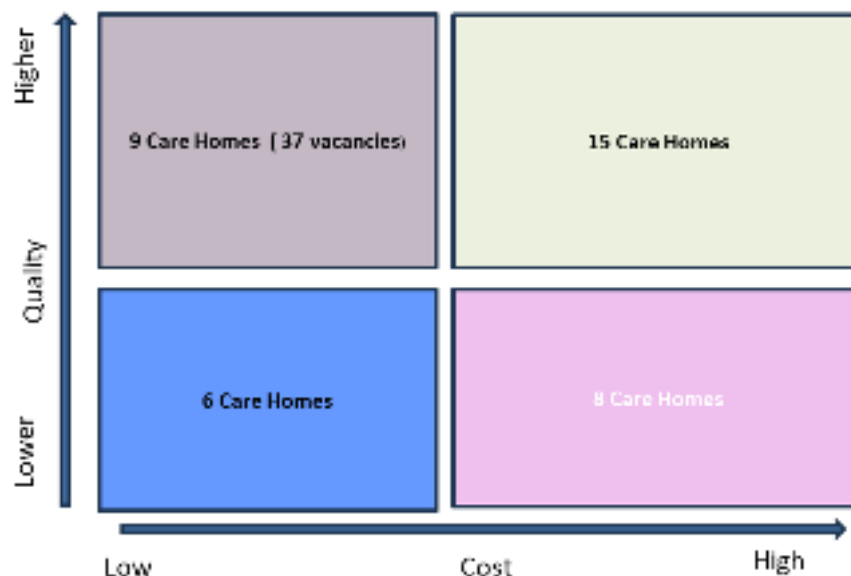 Higher
9 Care Homes ( 37 vacancies)
15 Care Homes
Quality
6 Care Homes
8 Care Homes
Lower
Low
Cost
High